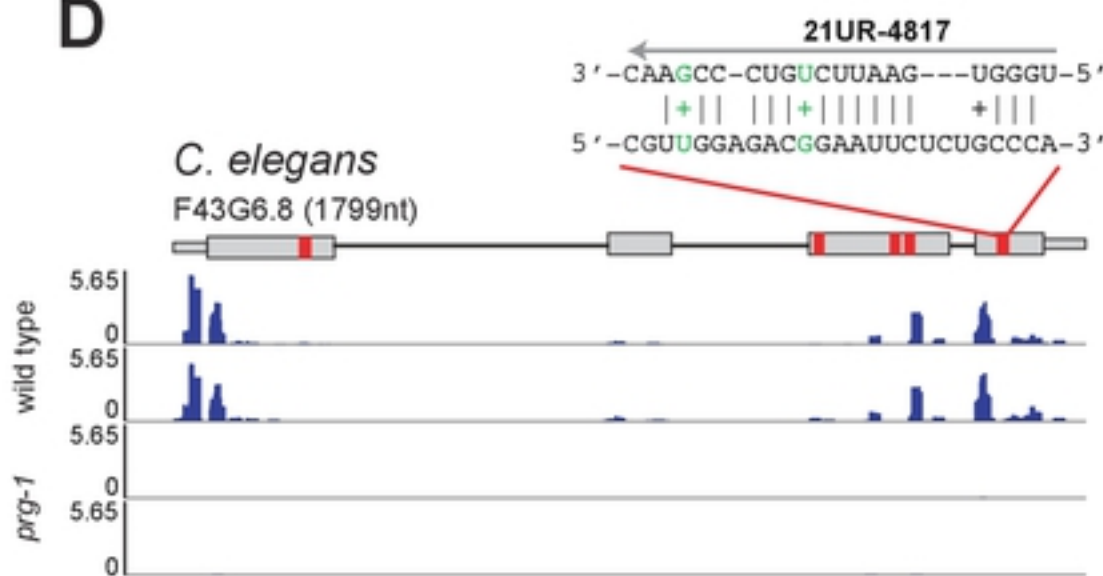 D
21UR-4817
3'-CAAGCC-CUGUCUUAAG---UGGGU-5'
|+|| |||+|||||| +|||
5'-CGUUGGAGACGGAAUUCUCUGCCCA-3'
C. elegans
F43G6.8 (1799nt)
wild type
5.65
0
5.65
0
prg-1
5.65
0
5.65
0